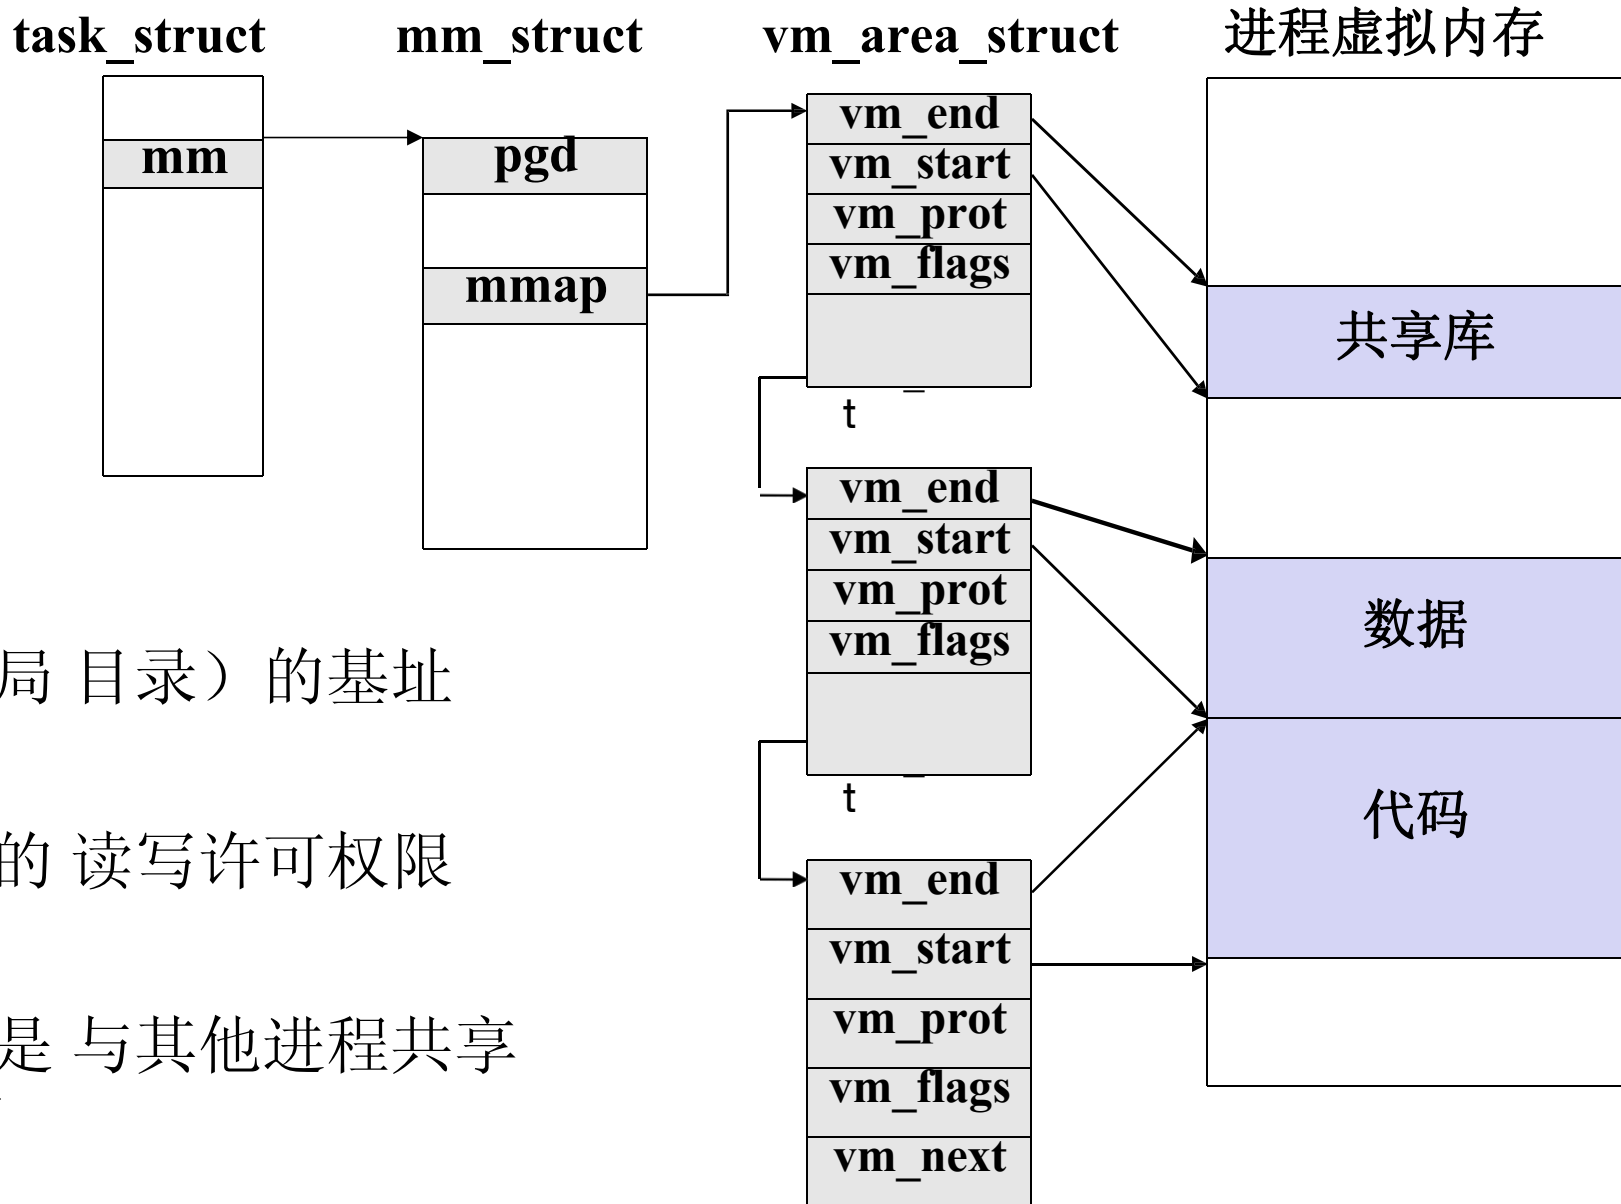 task_struct
mm_struct
vm_area_struct
进程虚拟内存
mm
pgd
mmap
vm_end
vm_start
vm_prot
vm_flags
t
vm_end
vm_start
vm_prot
vm_flags
t
vm_end
vm_start
vm_prot
vm_flags
vm_next
共享库
数据
代码
局 目录）的基址
的 读写许可权限
是 与其他进程共享